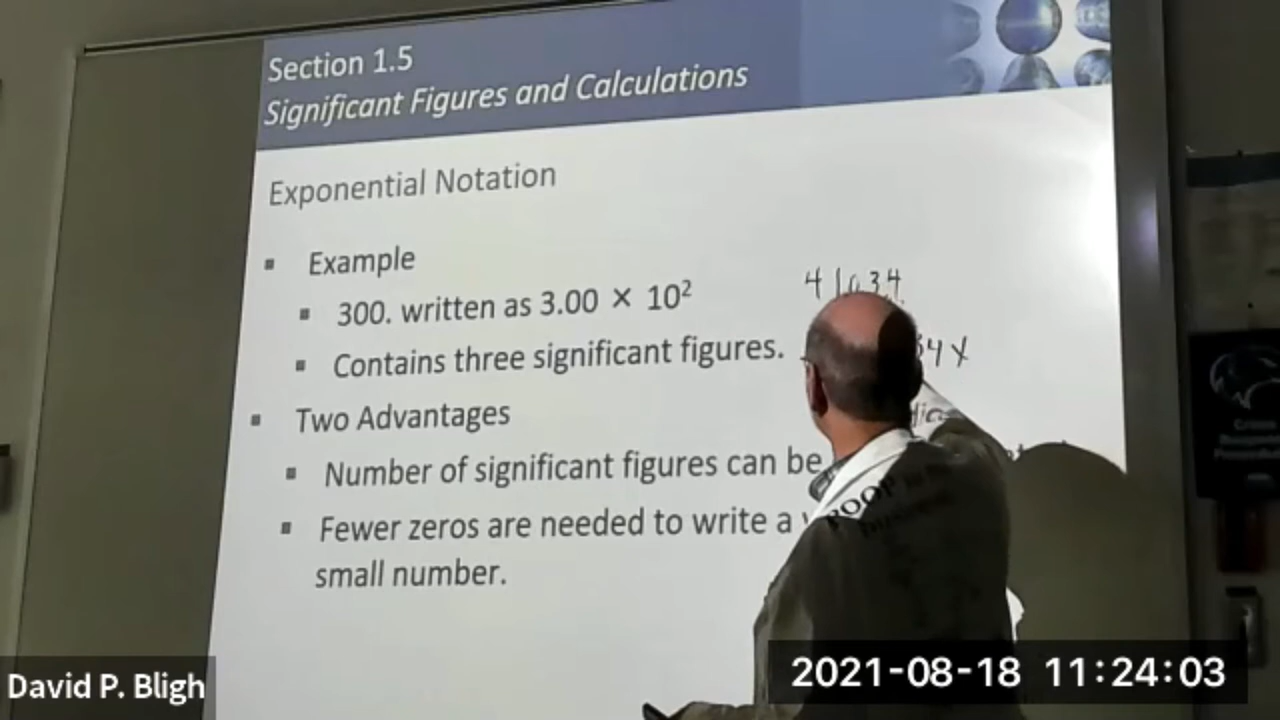 Section 1.5
Significant Figures and Calculations
Exponential Notation
Example
300. written as 3.00 × 10²
Contains three significant figures.
Two Advantages
Number of significant figures can be
Fewer zeros are needed to write a
small number.
34 x
POOP
David P. Bligh
2021-08-18 11:24:03